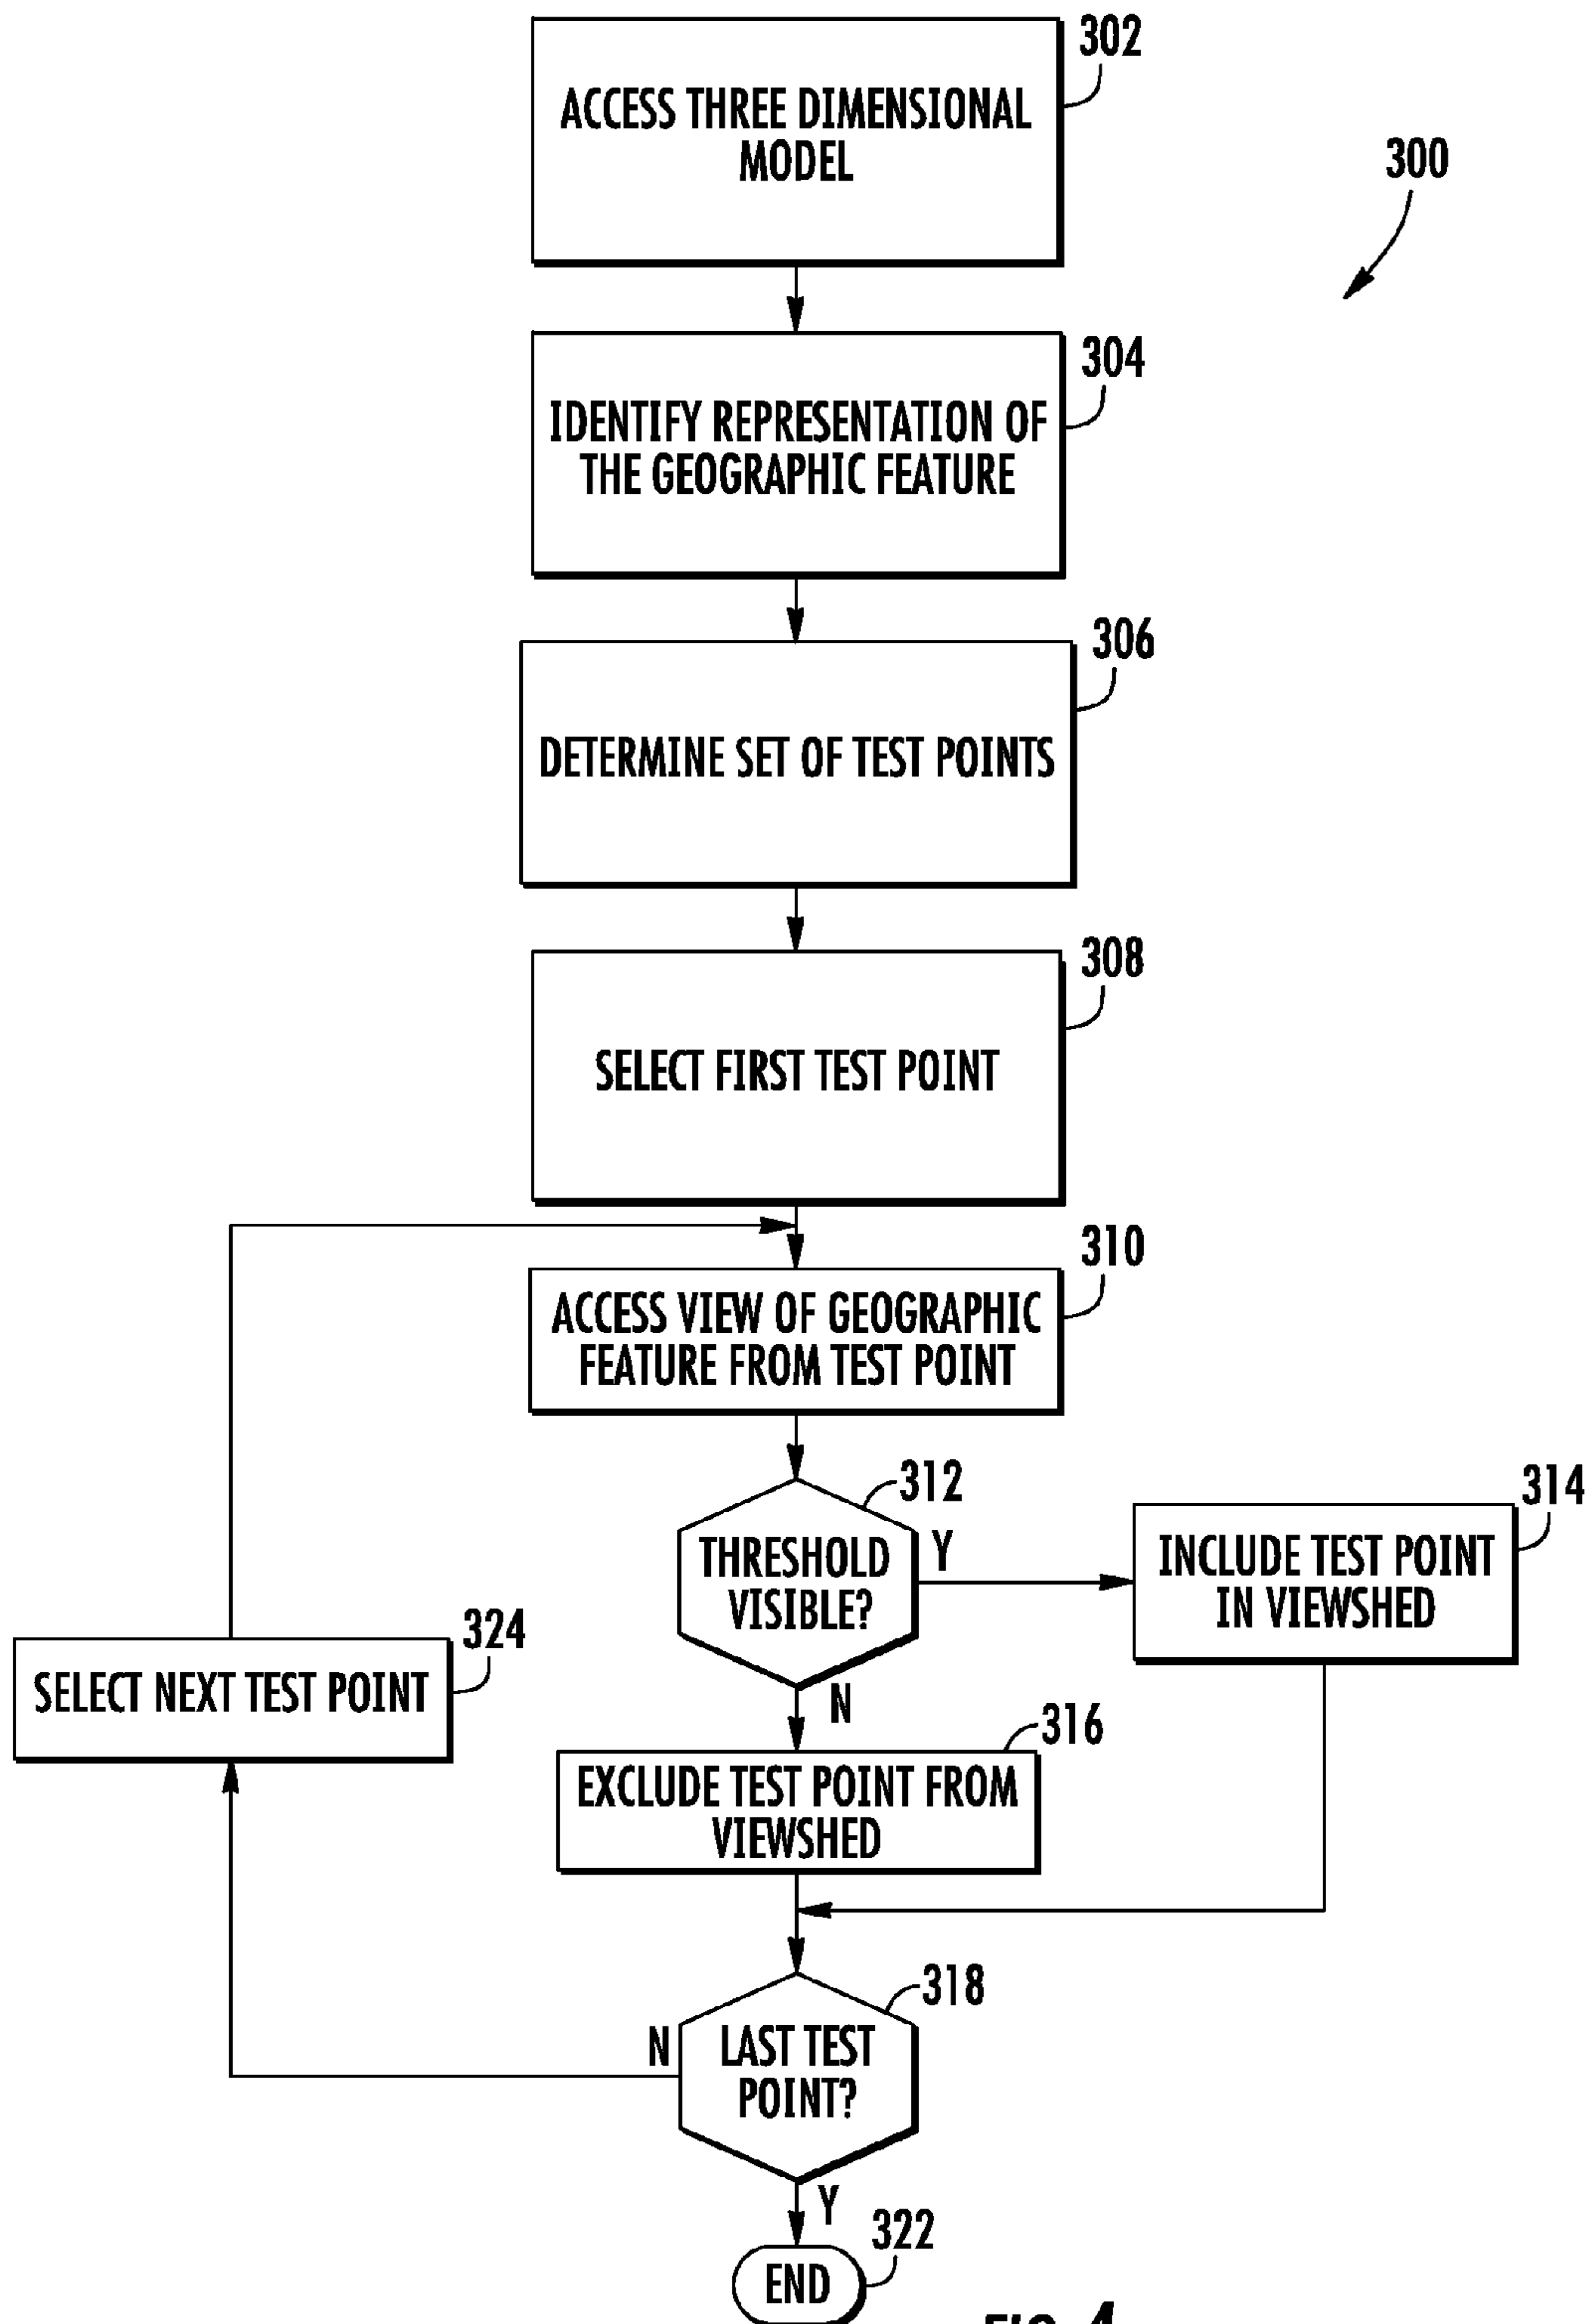 302
ACCESS THREE DIMENSIONAL
MODEL
300
304
IDENTIFY REPRESENTATION OF
THE GEOGRAPHIC FEATURE
306
DETERMINE SET OF TEST POINTS
308
SELECT FIRST TEST POINT
310
ACCESS VIEW OF GEOGRAPHIC
FEATURE FROM TEST POINT
312
THRESHOLD
VISIBLE?
Y
314
INCLUDE TEST POINT
IN VIEWSHED
324
SELECT NEXT TEST POINT
N
316
EXCLUDE TEST POINT FROM
VIEWSHED
318
N
LAST TEST
POINT?
Y
322
END
FIG. 4